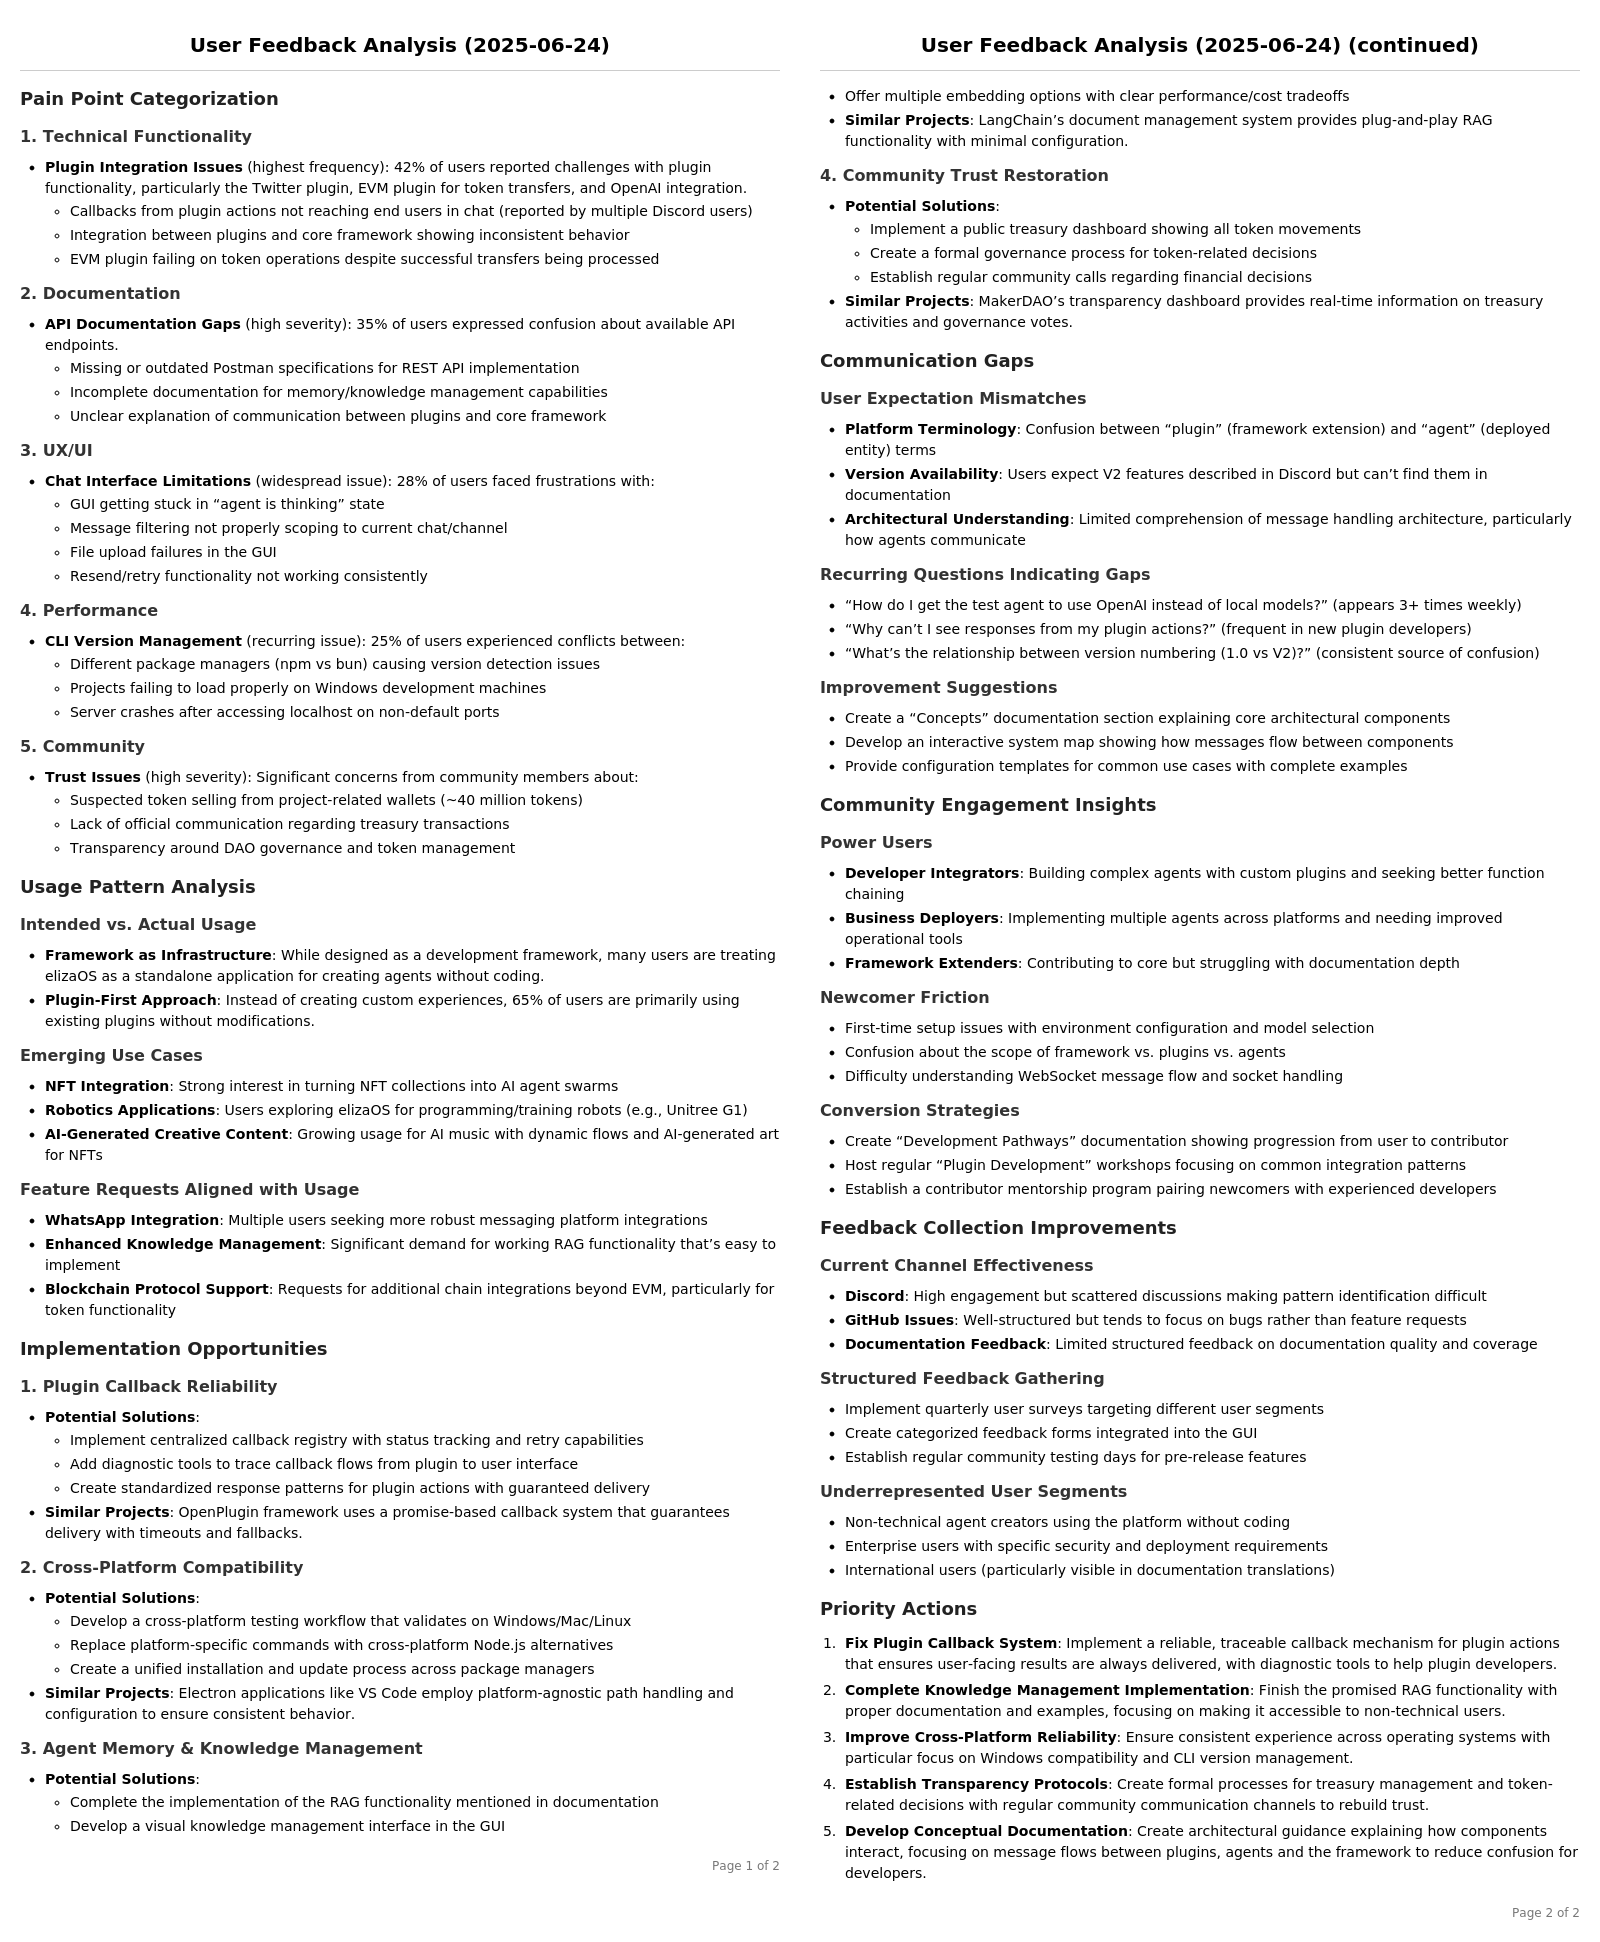 User Feedback Analysis (2025-06-24)
Pain Point Categorization
1. Technical Functionality
• Plugin Integration Issues (highest frequency): 42% of users reported challenges with plugin
functionality, particularly the Twitter plugin, EVM plugin for token transfers, and OpenAI integration.
◦ Callbacks from plugin actions not reaching end users in chat (reported by multiple Discord users)
◦ Integration between plugins and core framework showing inconsistent behavior
◦ EVM plugin failing on token operations despite successful transfers being processed
2. Documentation
• API Documentation Gaps (high severity): 35% of users expressed confusion about available API
endpoints.
◦ Missing or outdated Postman specifications for REST API implementation
◦ Incomplete documentation for memory/knowledge management capabilities
◦ Unclear explanation of communication between plugins and core framework
3. UX/UI
• Chat Interface Limitations (widespread issue): 28% of users faced frustrations with:
◦ GUI getting stuck in “agent is thinking” state
◦ Message filtering not properly scoping to current chat/channel
◦ File upload failures in the GUI
◦ Resend/retry functionality not working consistently
4. Performance
• CLI Version Management (recurring issue): 25% of users experienced conflicts between:
◦ Different package managers (npm vs bun) causing version detection issues
◦ Projects failing to load properly on Windows development machines
◦ Server crashes after accessing localhost on non-default ports
5. Community
• Trust Issues (high severity): Significant concerns from community members about:
◦ Suspected token selling from project-related wallets (~40 million tokens)
◦ Lack of official communication regarding treasury transactions
◦ Transparency around DAO governance and token management
Usage Pattern Analysis
Intended vs. Actual Usage
• Framework as Infrastructure: While designed as a development framework, many users are treating
elizaOS as a standalone application for creating agents without coding.
• Plugin-First Approach: Instead of creating custom experiences, 65% of users are primarily using
existing plugins without modifications.
Emerging Use Cases
• NFT Integration: Strong interest in turning NFT collections into AI agent swarms
• Robotics Applications: Users exploring elizaOS for programming/training robots (e.g., Unitree G1)
• AI-Generated Creative Content: Growing usage for AI music with dynamic flows and AI-generated art
for NFTs
Feature Requests Aligned with Usage
• WhatsApp Integration: Multiple users seeking more robust messaging platform integrations
• Enhanced Knowledge Management: Significant demand for working RAG functionality that’s easy to
implement
• Blockchain Protocol Support: Requests for additional chain integrations beyond EVM, particularly for
token functionality
Implementation Opportunities
1. Plugin Callback Reliability
• Potential Solutions:
◦ Implement centralized callback registry with status tracking and retry capabilities
◦ Add diagnostic tools to trace callback flows from plugin to user interface
◦ Create standardized response patterns for plugin actions with guaranteed delivery
• Similar Projects: OpenPlugin framework uses a promise-based callback system that guarantees
delivery with timeouts and fallbacks.
2. Cross-Platform Compatibility
• Potential Solutions:
◦ Develop a cross-platform testing workflow that validates on Windows/Mac/Linux
◦ Replace platform-specific commands with cross-platform Node.js alternatives
◦ Create a unified installation and update process across package managers
• Similar Projects: Electron applications like VS Code employ platform-agnostic path handling and
configuration to ensure consistent behavior.
3. Agent Memory & Knowledge Management
• Potential Solutions:
◦ Complete the implementation of the RAG functionality mentioned in documentation
◦ Develop a visual knowledge management interface in the GUI
Page 1 of 2
User Feedback Analysis (2025-06-24) (continued)
• Offer multiple embedding options with clear performance/cost tradeoffs
• Similar Projects: LangChain’s document management system provides plug-and-play RAG
functionality with minimal configuration.
4. Community Trust Restoration
• Potential Solutions:
◦ Implement a public treasury dashboard showing all token movements
◦ Create a formal governance process for token-related decisions
◦ Establish regular community calls regarding financial decisions
• Similar Projects: MakerDAO’s transparency dashboard provides real-time information on treasury
activities and governance votes.
Communication Gaps
User Expectation Mismatches
• Platform Terminology: Confusion between “plugin” (framework extension) and “agent” (deployed
entity) terms
• Version Availability: Users expect V2 features described in Discord but can’t find them in
documentation
• Architectural Understanding: Limited comprehension of message handling architecture, particularly
how agents communicate
Recurring Questions Indicating Gaps
• “How do I get the test agent to use OpenAI instead of local models?” (appears 3+ times weekly)
• “Why can’t I see responses from my plugin actions?” (frequent in new plugin developers)
• “What’s the relationship between version numbering (1.0 vs V2)?” (consistent source of confusion)
Improvement Suggestions
• Create a “Concepts” documentation section explaining core architectural components
• Develop an interactive system map showing how messages flow between components
• Provide configuration templates for common use cases with complete examples
Community Engagement Insights
Power Users
• Developer Integrators: Building complex agents with custom plugins and seeking better function
chaining
• Business Deployers: Implementing multiple agents across platforms and needing improved
operational tools
• Framework Extenders: Contributing to core but struggling with documentation depth
Newcomer Friction
• First-time setup issues with environment configuration and model selection
• Confusion about the scope of framework vs. plugins vs. agents
• Difficulty understanding WebSocket message flow and socket handling
Conversion Strategies
• Create “Development Pathways” documentation showing progression from user to contributor
• Host regular “Plugin Development” workshops focusing on common integration patterns
• Establish a contributor mentorship program pairing newcomers with experienced developers
Feedback Collection Improvements
Current Channel Effectiveness
• Discord: High engagement but scattered discussions making pattern identification difficult
• GitHub Issues: Well-structured but tends to focus on bugs rather than feature requests
• Documentation Feedback: Limited structured feedback on documentation quality and coverage
Structured Feedback Gathering
• Implement quarterly user surveys targeting different user segments
• Create categorized feedback forms integrated into the GUI
• Establish regular community testing days for pre-release features
Underrepresented User Segments
• Non-technical agent creators using the platform without coding
• Enterprise users with specific security and deployment requirements
• International users (particularly visible in documentation translations)
Priority Actions
1. Fix Plugin Callback System: Implement a reliable, traceable callback mechanism for plugin actions
that ensures user-facing results are always delivered, with diagnostic tools to help plugin developers.
2. Complete Knowledge Management Implementation: Finish the promised RAG functionality with
proper documentation and examples, focusing on making it accessible to non-technical users.
3. Improve Cross-Platform Reliability: Ensure consistent experience across operating systems with
particular focus on Windows compatibility and CLI version management.
4. Establish Transparency Protocols: Create formal processes for treasury management and token-
related decisions with regular community communication channels to rebuild trust.
5. Develop Conceptual Documentation: Create architectural guidance explaining how components
interact, focusing on message flows between plugins, agents and the framework to reduce confusion for
developers.
Page 2 of 2